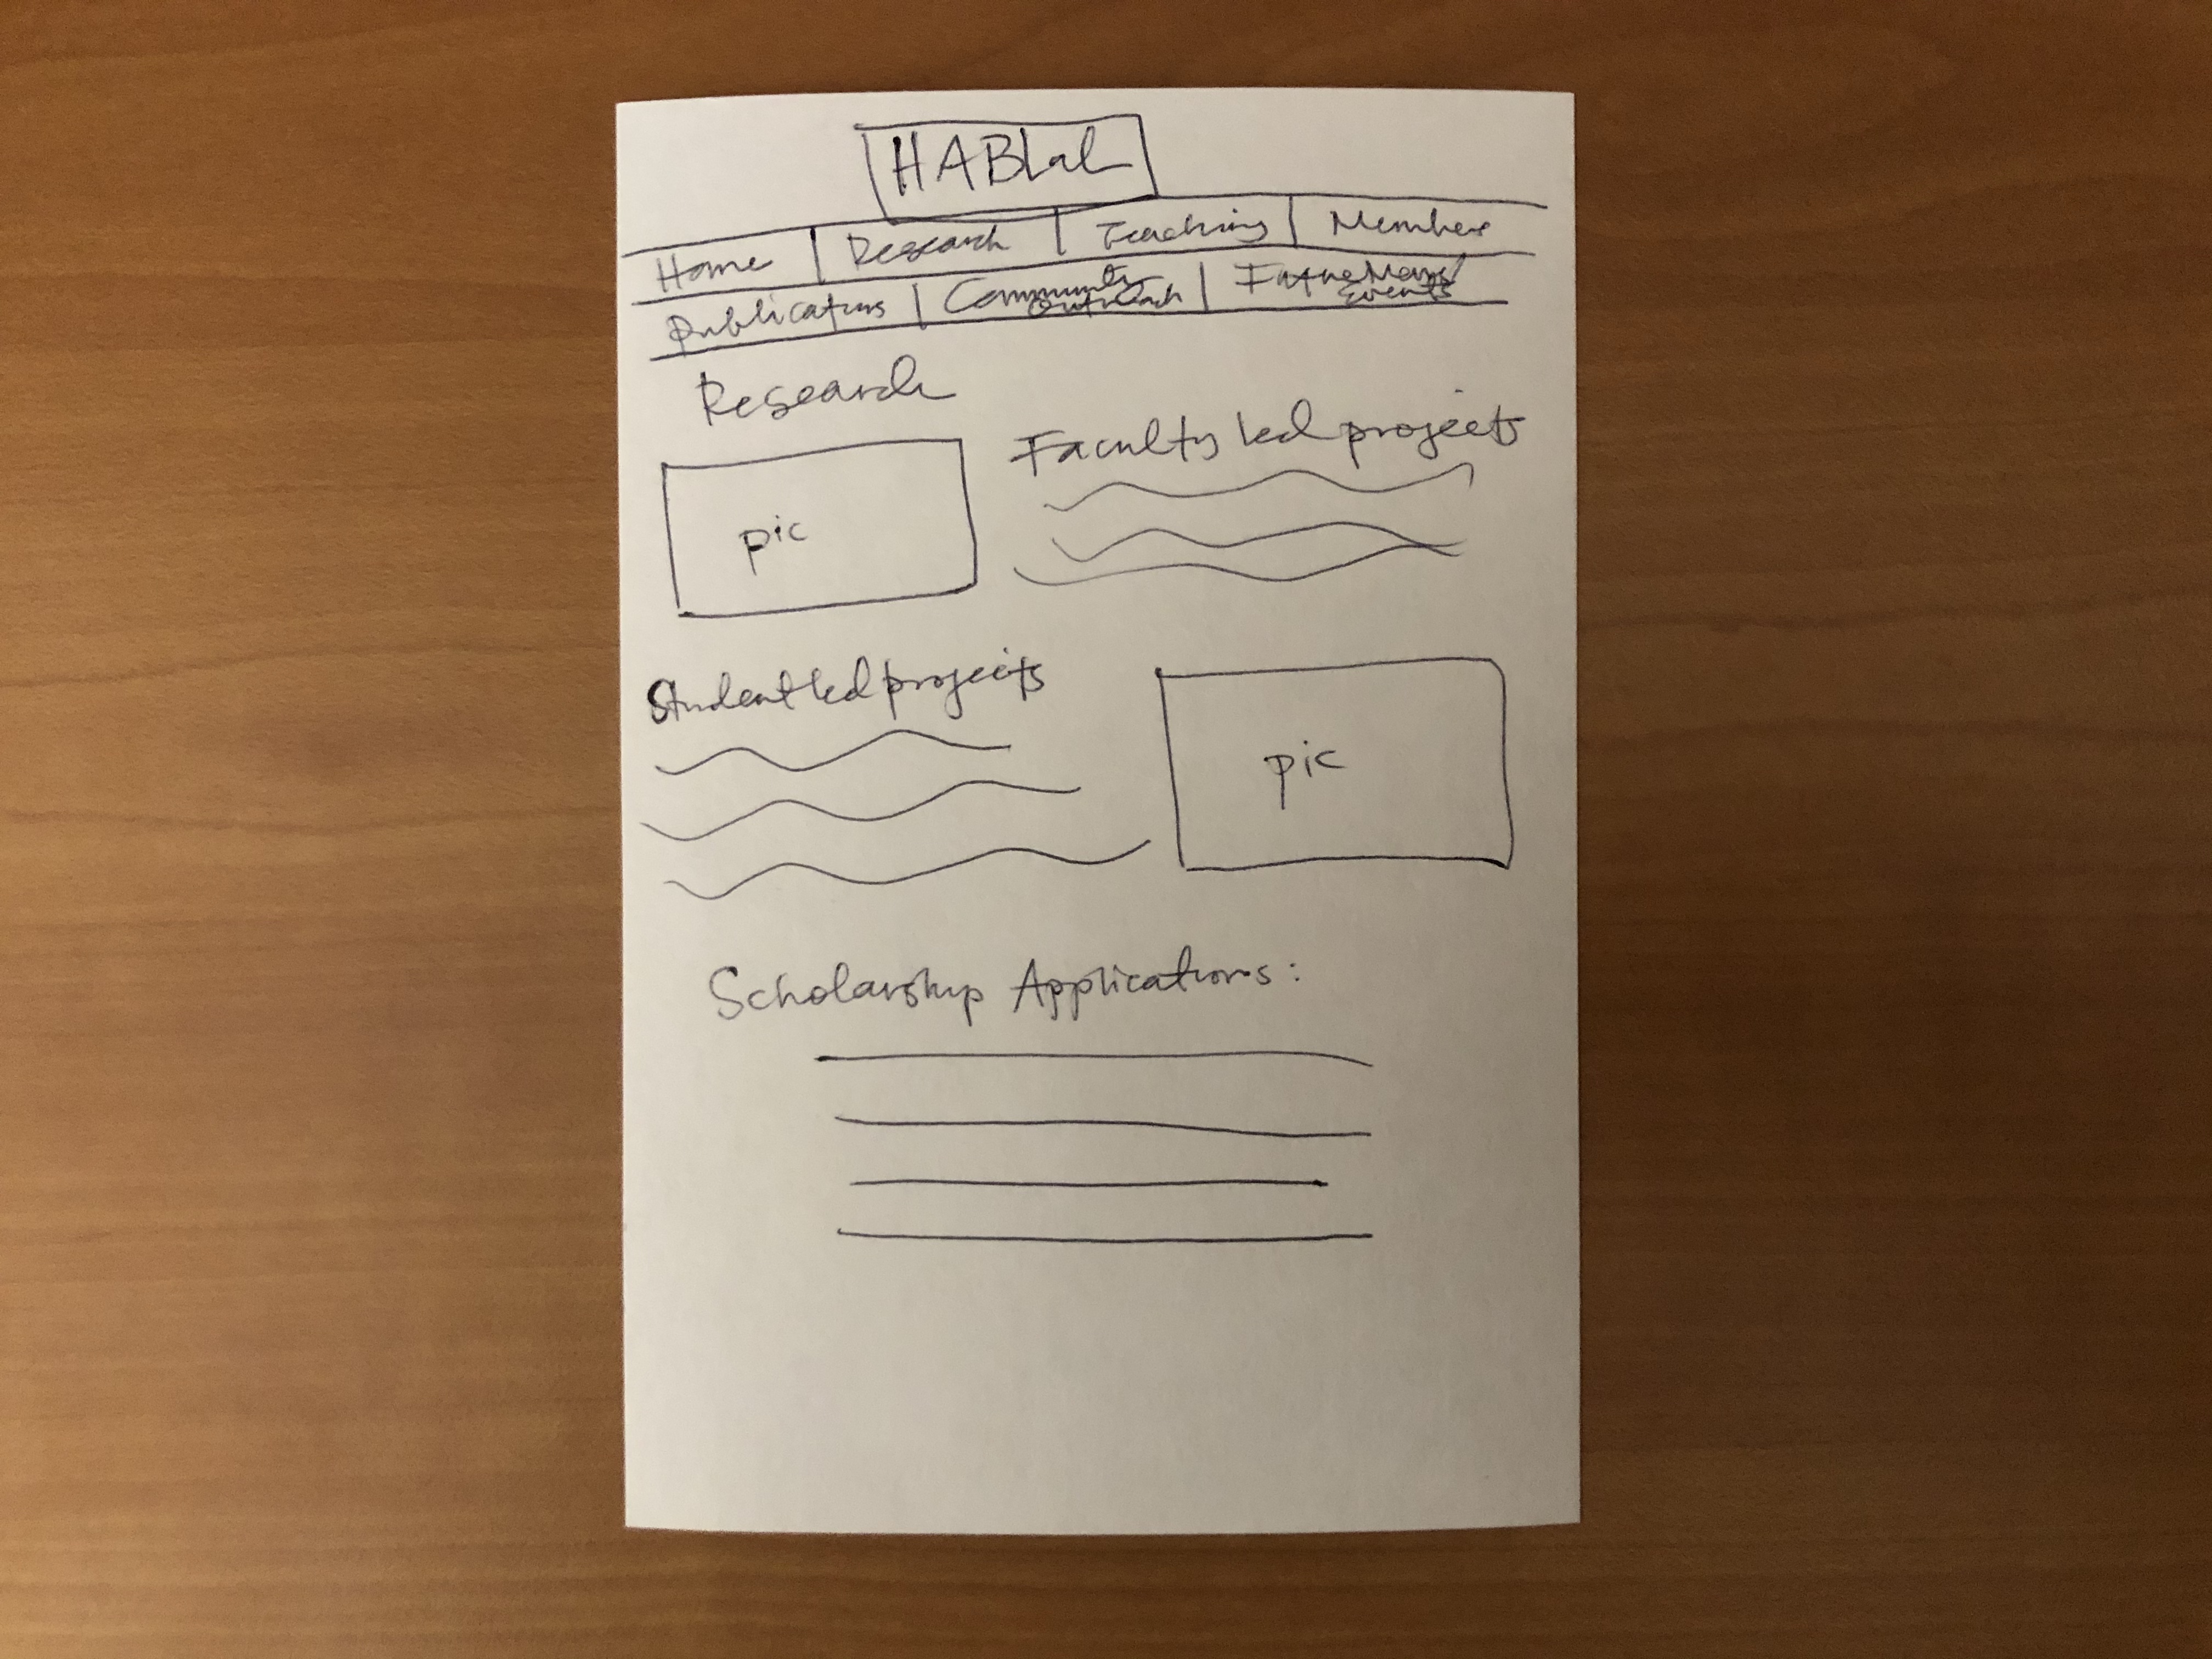 HABLab
Home | Research | Teaching | Members
Publications | Community Outreach | Future News/ Events
Research
pic
Faculty led projects
Student led projects
pic
Scholarship Applications: